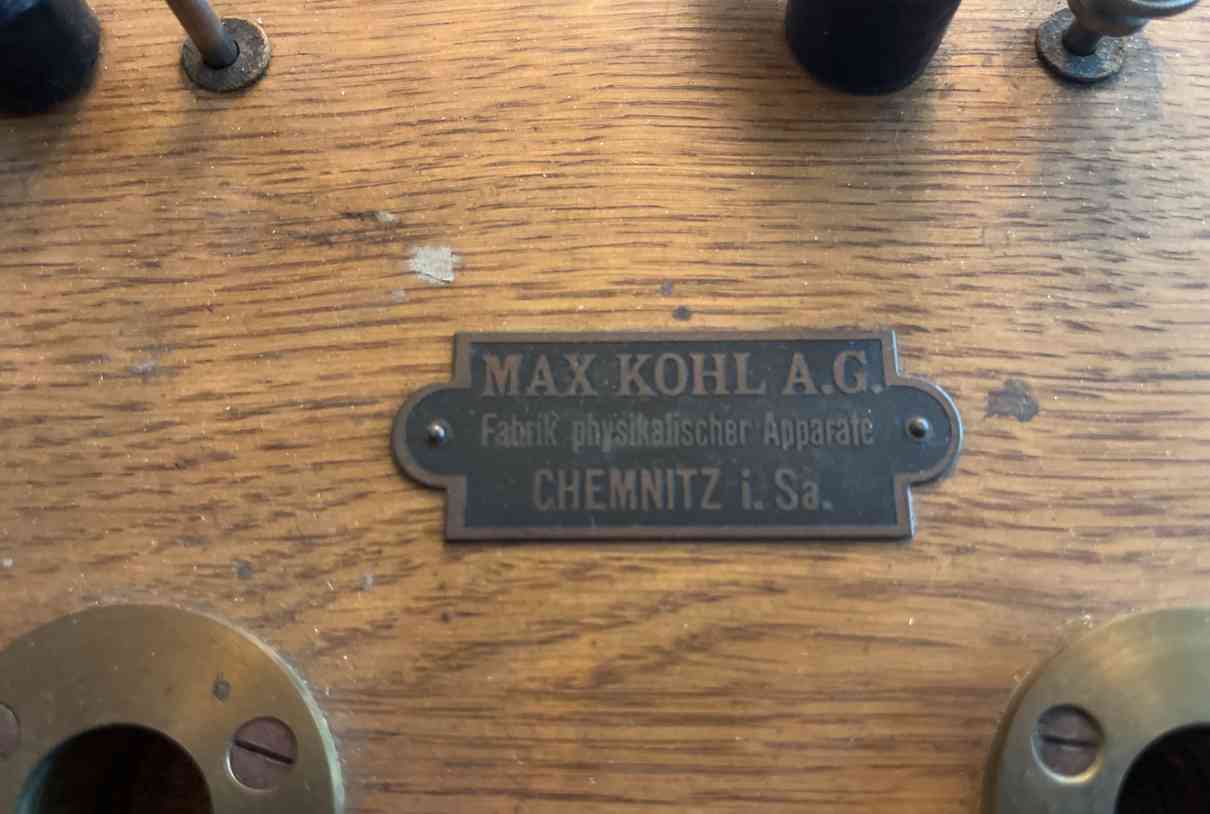 MAX KOHL A.G.
Fabrik physikalischer Apparate
CHEMNITZ i. Sa.